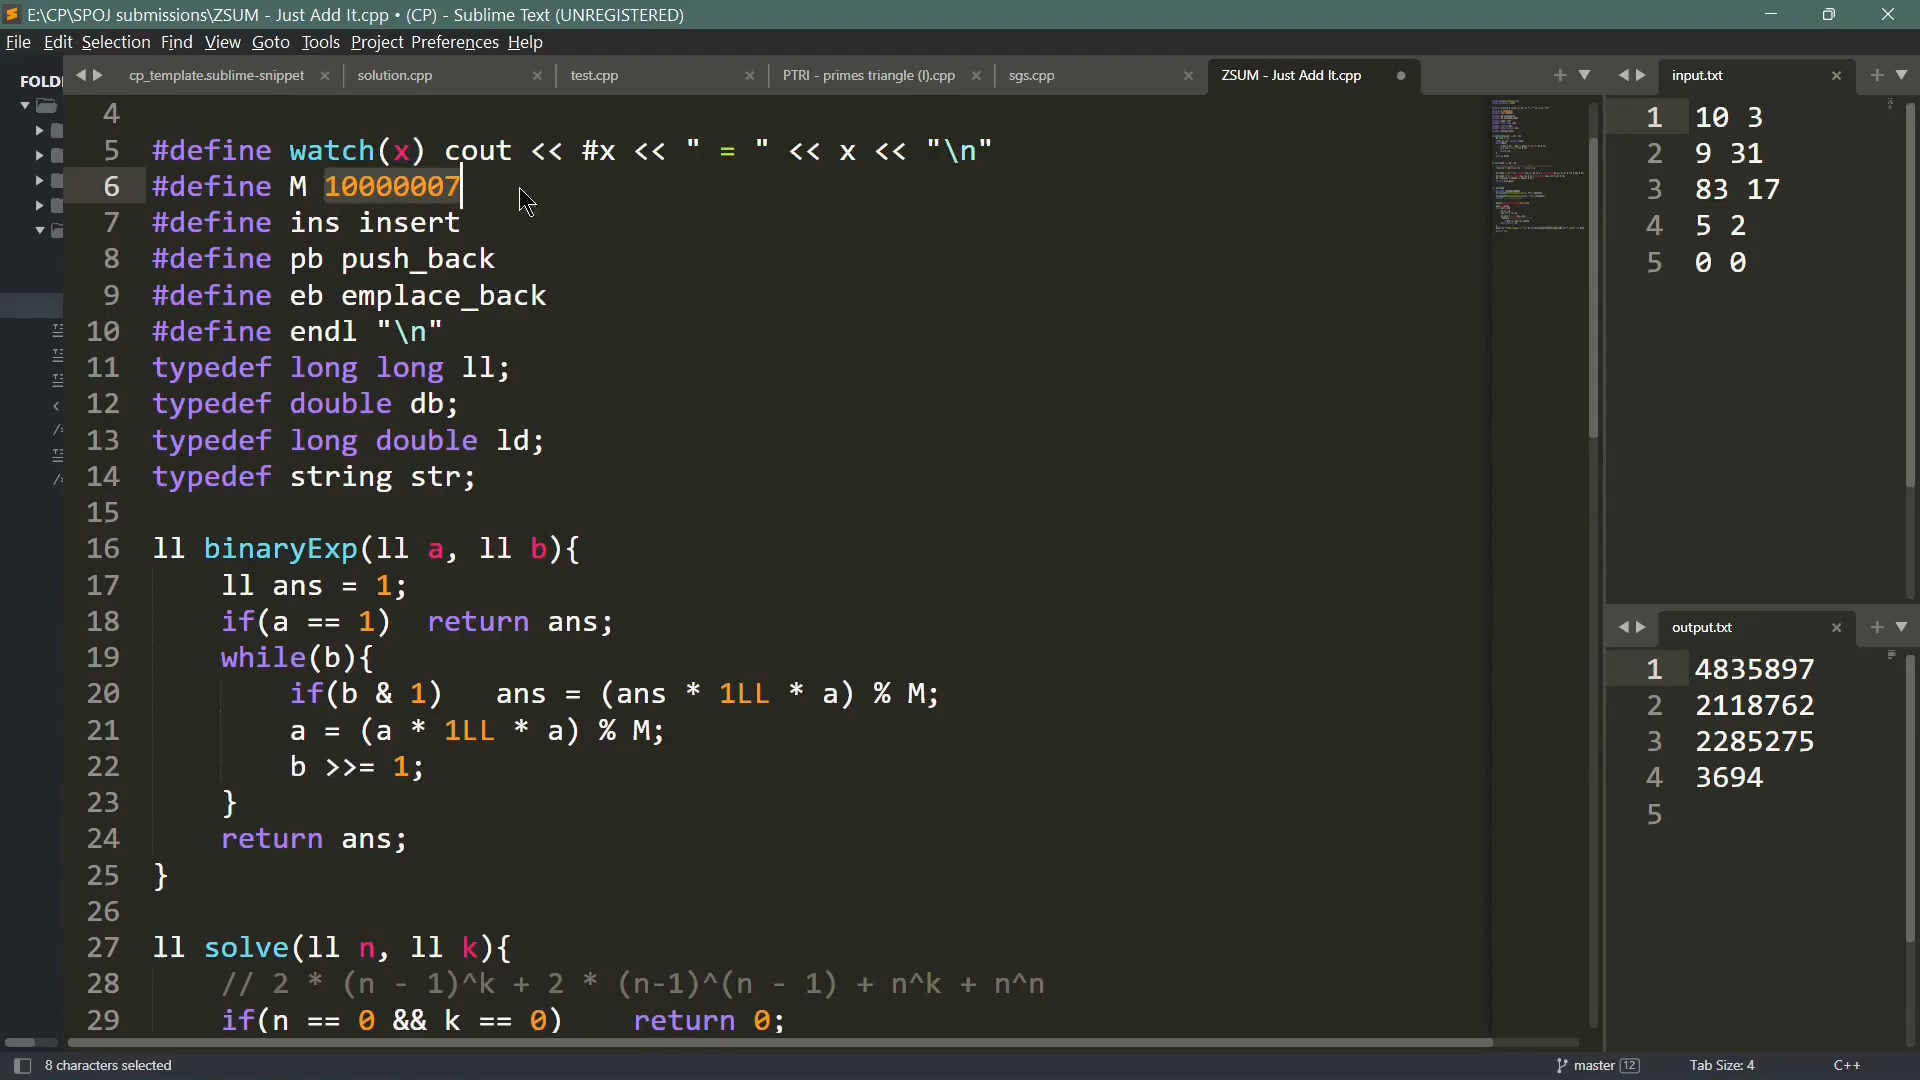 E:\CP\SPOJ submissions\ZSUM - Just Add It.cpp • (CP) - Sublime Text (UNREGISTERED)
File Edit Selection Find View Goto Tools Project Preferences Help
FOLD
cp_template.sublime-snippet
solution.cpp
test.cpp
PTRI - primes triangle (I).cpp
sgs.cpp
ZSUM - Just Add It.cpp
4
5 #define watch(x) cout << #x << " = " << x << "\n"
6 #define M 10000007
7 #define ins insert
8 #define pb push_back
9 #define eb emplace_back
10 #define endl "\n"
11 typedef long long ll;
12 typedef double db;
13 typedef long double ld;
14 typedef string str;
15
16 ll binaryExp(ll a, ll b){
17 ll ans = 1;
18 if(a == 1) return ans;
19 while(b){
20 if(b & 1) ans = (ans * 1LL * a) % M;
21 a = (a * 1LL * a) % M;
22 b >>= 1;
23 }
24 return ans;
25 }
26
27 ll solve(ll n, ll k){
28 // 2 * (n - 1)^k + 2 * (n-1)^(n - 1) + n^k + n^n
29 if(n == 0 && k == 0) return 0;
input.txt
1 10 3
2 9 31
3 83 17
4 5 2
5 0 0
output.txt
1 4835897
2 2118762
3 2285275
4 3694
5
8 characters selected
master 12
Tab Size: 4
C++